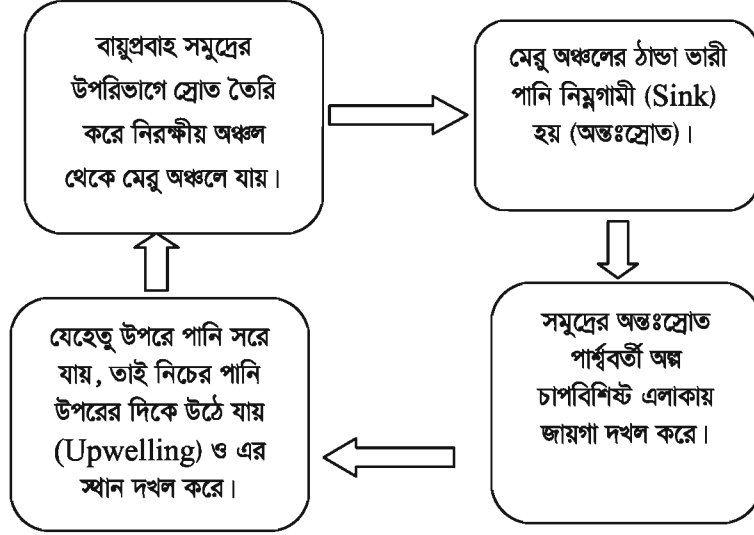 বায়ুপ্রবাহ সমুদ্রের
উপরিভাগে স্রোত তৈরি
করে নিরক্ষীয় অঞ্চল
থেকে মেরু অঞ্চলে যায়।
মেরু অঞ্চলের ঠান্ডা ভারী
পানি নিম্নগামী (Sink)
হয় (অন্তঃস্রোত)।
সমুদ্রের অন্তঃস্রোত
পার্শ্ববর্তী অল্প
চাপবিশিষ্ট এলাকায়
জায়গা দখল করে।
যেহেতু উপরে পানি সরে
যায়, তাই নিচের পানি
উপরের দিকে উঠে যায়
(Upwelling) ও এর
স্থান দখল করে।